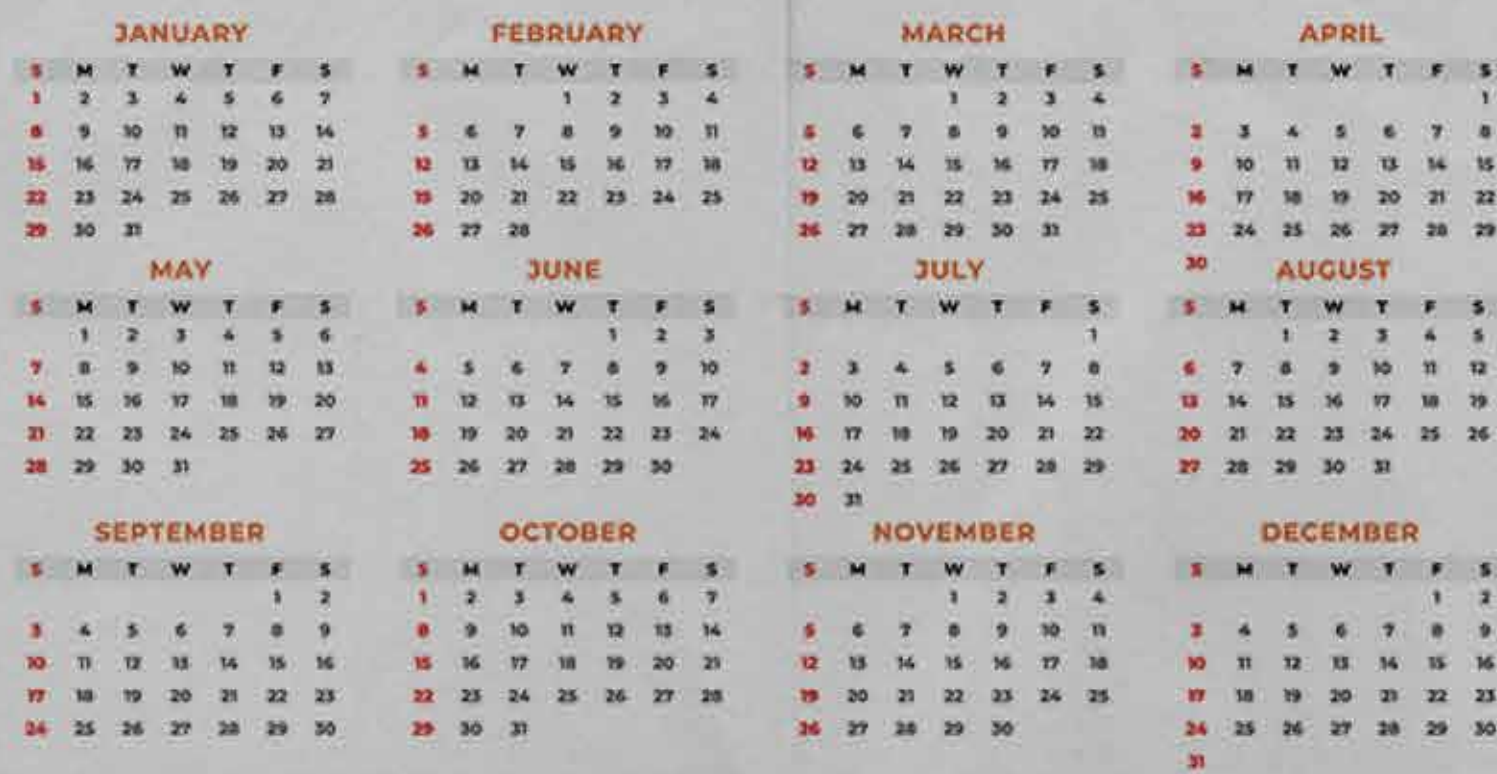 JANUARY
S M T W T F S
1 2 3 4 5 6 7
8 9 10 11 12 13 14
15 16 17 18 19 20 21
22 23 24 25 26 27 28
29 30 31
FEBRUARY
S M T W T F S
1 2 3 4
5 6 7 8 9 10 11
12 13 14 15 16 17 18
19 20 21 22 23 24 25
26 27 28
MARCH
S M T W T F S
1 2 3 4
5 6 7 8 9 10 11
12 13 14 15 16 17 18
19 20 21 22 23 24 25
26 27 28 29 30 31
APRIL
S M T W T F S
1
2 3 4 5 6 7 8
9 10 11 12 13 14 15
16 17 18 19 20 21 22
23 24 25 26 27 28 29
30
MAY
S M T W T F S
1 2 3 4 5 6
7 8 9 10 11 12 13
14 15 16 17 18 19 20
21 22 23 24 25 26 27
28 29 30 31
JUNE
S M T W T F S
1 2 3
4 5 6 7 8 9 10
11 12 13 14 15 16 17
18 19 20 21 22 23 24
25 26 27 28 29 30
JULY
S M T W T F S
1
2 3 4 5 6 7 8
9 10 11 12 13 14 15
16 17 18 19 20 21 22
23 24 25 26 27 28 29
30 31
AUGUST
S M T W T F S
1 2 3 4 5
6 7 8 9 10 11 12
13 14 15 16 17 18 19
20 21 22 23 24 25 26
27 28 29 30 31
SEPTEMBER
S M T W T F S
1 2
3 4 5 6 7 8 9
10 11 12 13 14 15 16
17 18 19 20 21 22 23
24 25 26 27 28 29 30
OCTOBER
S M T W T F S
1 2 3 4 5 6 7
8 9 10 11 12 13 14
15 16 17 18 19 20 21
22 23 24 25 26 27 28
29 30 31
NOVEMBER
S M T W T F S
1 2 3 4
5 6 7 8 9 10 11
12 13 14 15 16 17 18
19 20 21 22 23 24 25
26 27 28 29 30
DECEMBER
S M T W T F S
1 2
3 4 5 6 7 8 9
10 11 12 13 14 15 16
17 18 19 20 21 22 23
24 25 26 27 28 29 30
31